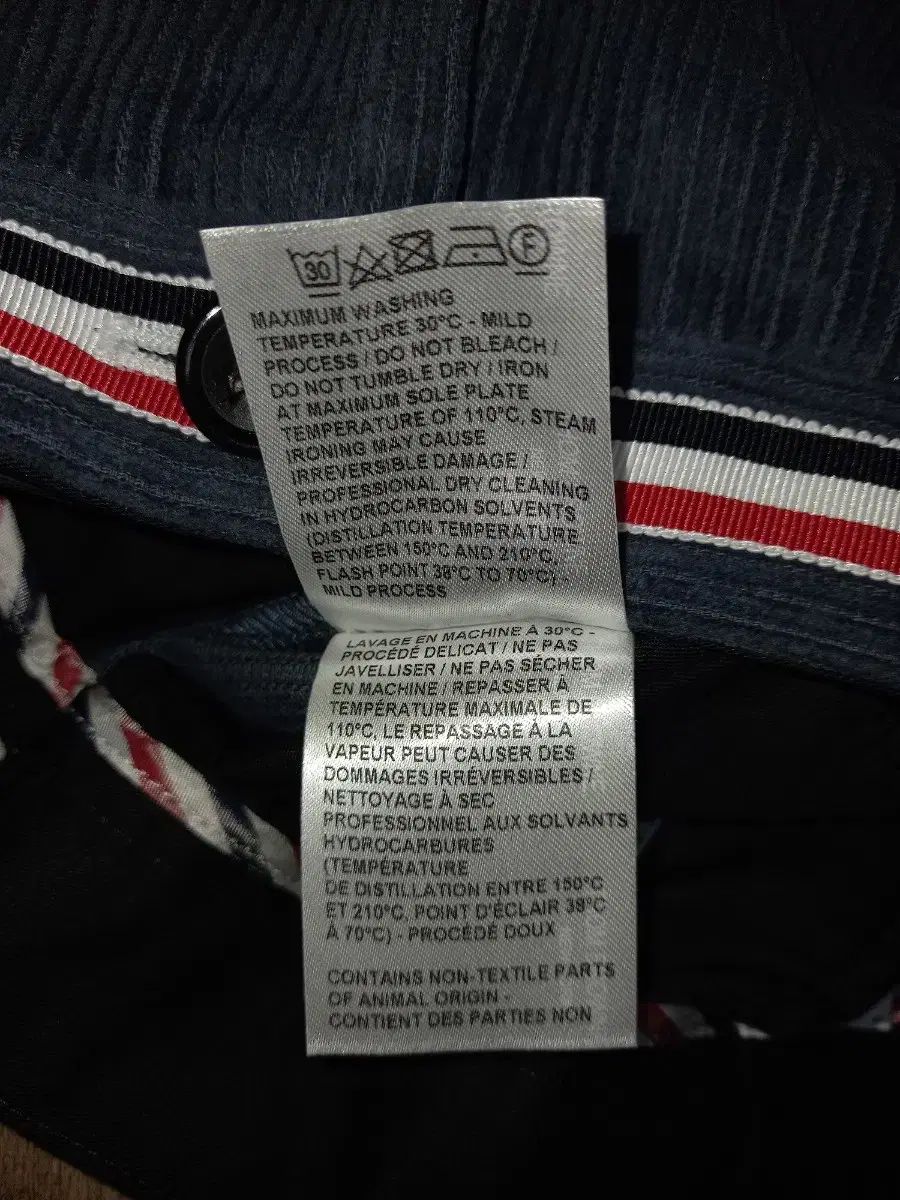 30 F
MAXIMUM WASHING
TEMPERATURE 30°C - MILD
PROCESS / DO NOT BLEACH /
DO NOT TUMBLE DRY / IRON
AT MAXIMUM SOLE PLATE
TEMPERATURE OF 110°C, STEAM
IRONING MAY CAUSE
IRREVERSIBLE DAMAGE /
PROFESSIONAL DRY CLEANING
IN HYDROCARBON SOLVENTS
(DISTILLATION TEMPERATURE
BETWEEN 150°C AND 210°C,
FLASH POINT 38°C TO 70°C) -
MILD PROCESS
LAVAGE EN MACHINE À 30°C -
PROCÉDÉ DELICAT / NE PAS
JAVELLISER / NE PAS SÉCHER
EN MACHINE / REPASSER À
TEMPÉRATURE MAXIMALE DE
110°C, LE REPASSAGE À LA
VAPEUR PEUT CAUSER DES
DOMMAGES IRRÉVERSIBLES /
NETTOYAGE À SEC
PROFESSIONNEL AUX SOLVANTS
HYDROCARBURES
(TEMPÉRATURE
DE DISTILLATION ENTRE 150°C
ET 210°C, POINT D'ÉCLAIR 38°C
À 70°C) - PROCÉDÉ DOUX
CONTAINS NON-TEXTILE PARTS
OF ANIMAL ORIGIN -
CONTIENT DES PARTIES NON